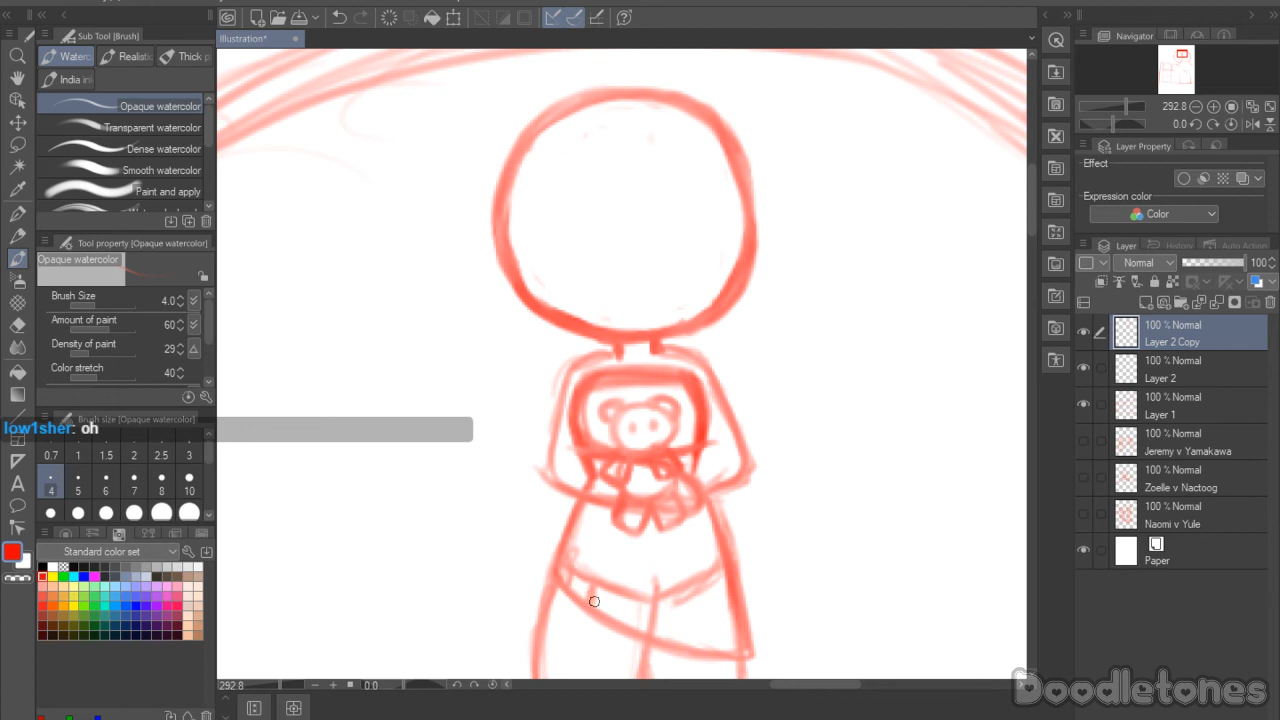 Sub Tool [Brush]
Illustration*
Navigator
Waterc
Realistic
Thick p
India in
Opaque watercolor
Transparent watercolor
Dense watercolor
Smooth watercolor
Paint and apply
292.8
0.0
Layer Property
Effect
Expression color
Color
Tool property [Opaque watercolor]
Opaque watercolor
Brush Size 4.0
Amount of paint 60
Density of paint 29
Color stretch 40
Layer
History
Auto Action
Normal 100
100 % Normal
Layer 2 Copy
100 % Normal
Layer 2
100 % Normal
Layer 1
100 % Normal
Jeremy v Yamakawa
100 % Normal
Zoelle v Nactoog
100 % Normal
Naomi v Yule
100 % Normal
Paper
Brush size [Opaque watercolor]
low1sher: oh
0.7 1 1.5 2 2.5 3
4 5 6 7 8 10
Standard color set
292.8
0.0
Doodletones